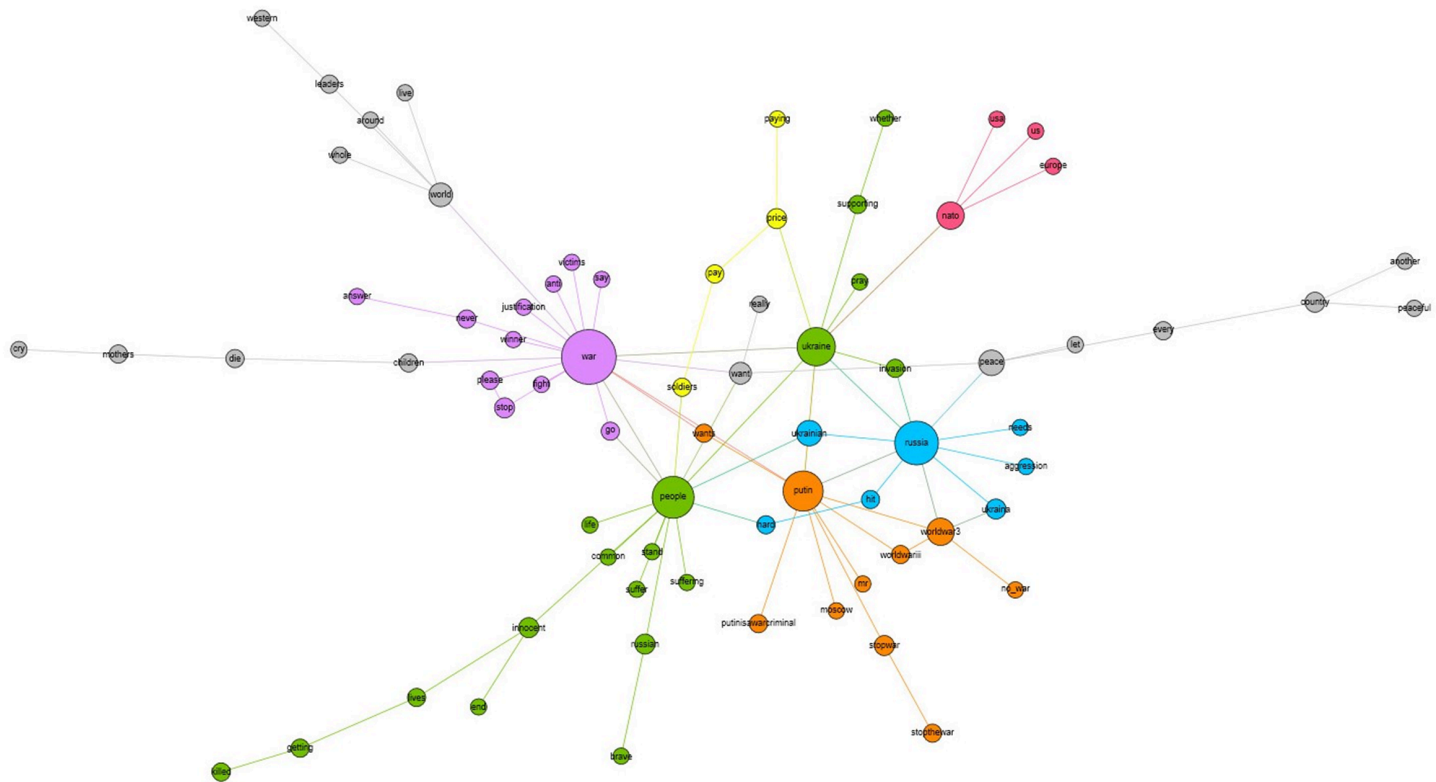 western
leaders
live
around
whole
world
paying
whether
usa
us
europe
supporting
price
nato
victims
say
anti
pay
pray
another
answer
justification
really
country
peaceful
never
winner
every
cry
mothers
die
children
war
ukraine
let
peace
invasion
want
please
fight
soldiers
stop
go
wants
ukrainian
russia
needs
aggression
people
putin
hit
ukraina
life
hard
worldwar3
common
stand
worldwariii
suffer
suffering
mr
no_war
moscow
putinisawarcriminal
innocent
russian
stopwar
lives
end
stopthewar
getting
brave
killed